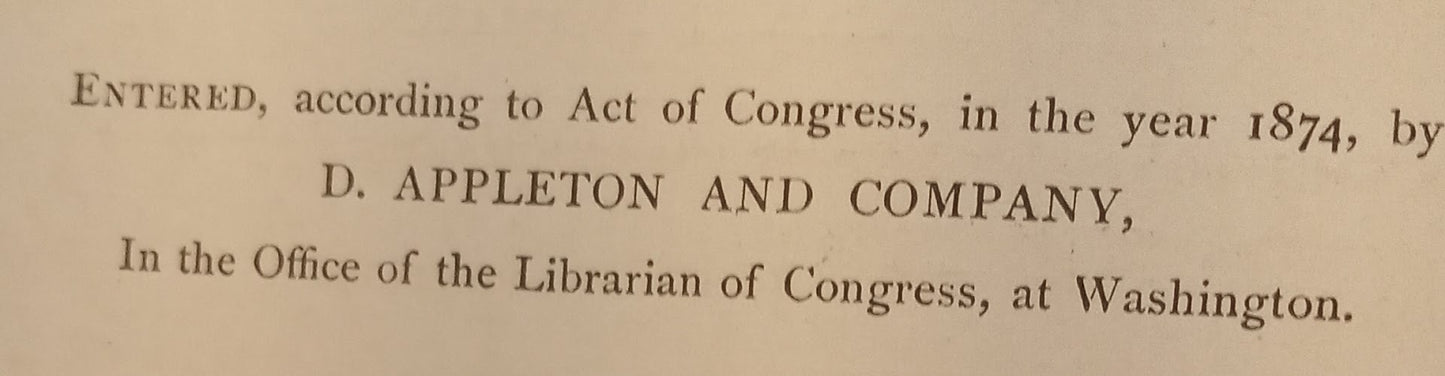 ENTERED, according to Act of Congress, in the year 1874, by
D. APPLETON AND COMPANY,
In the Office of the Librarian of Congress, at Washington.